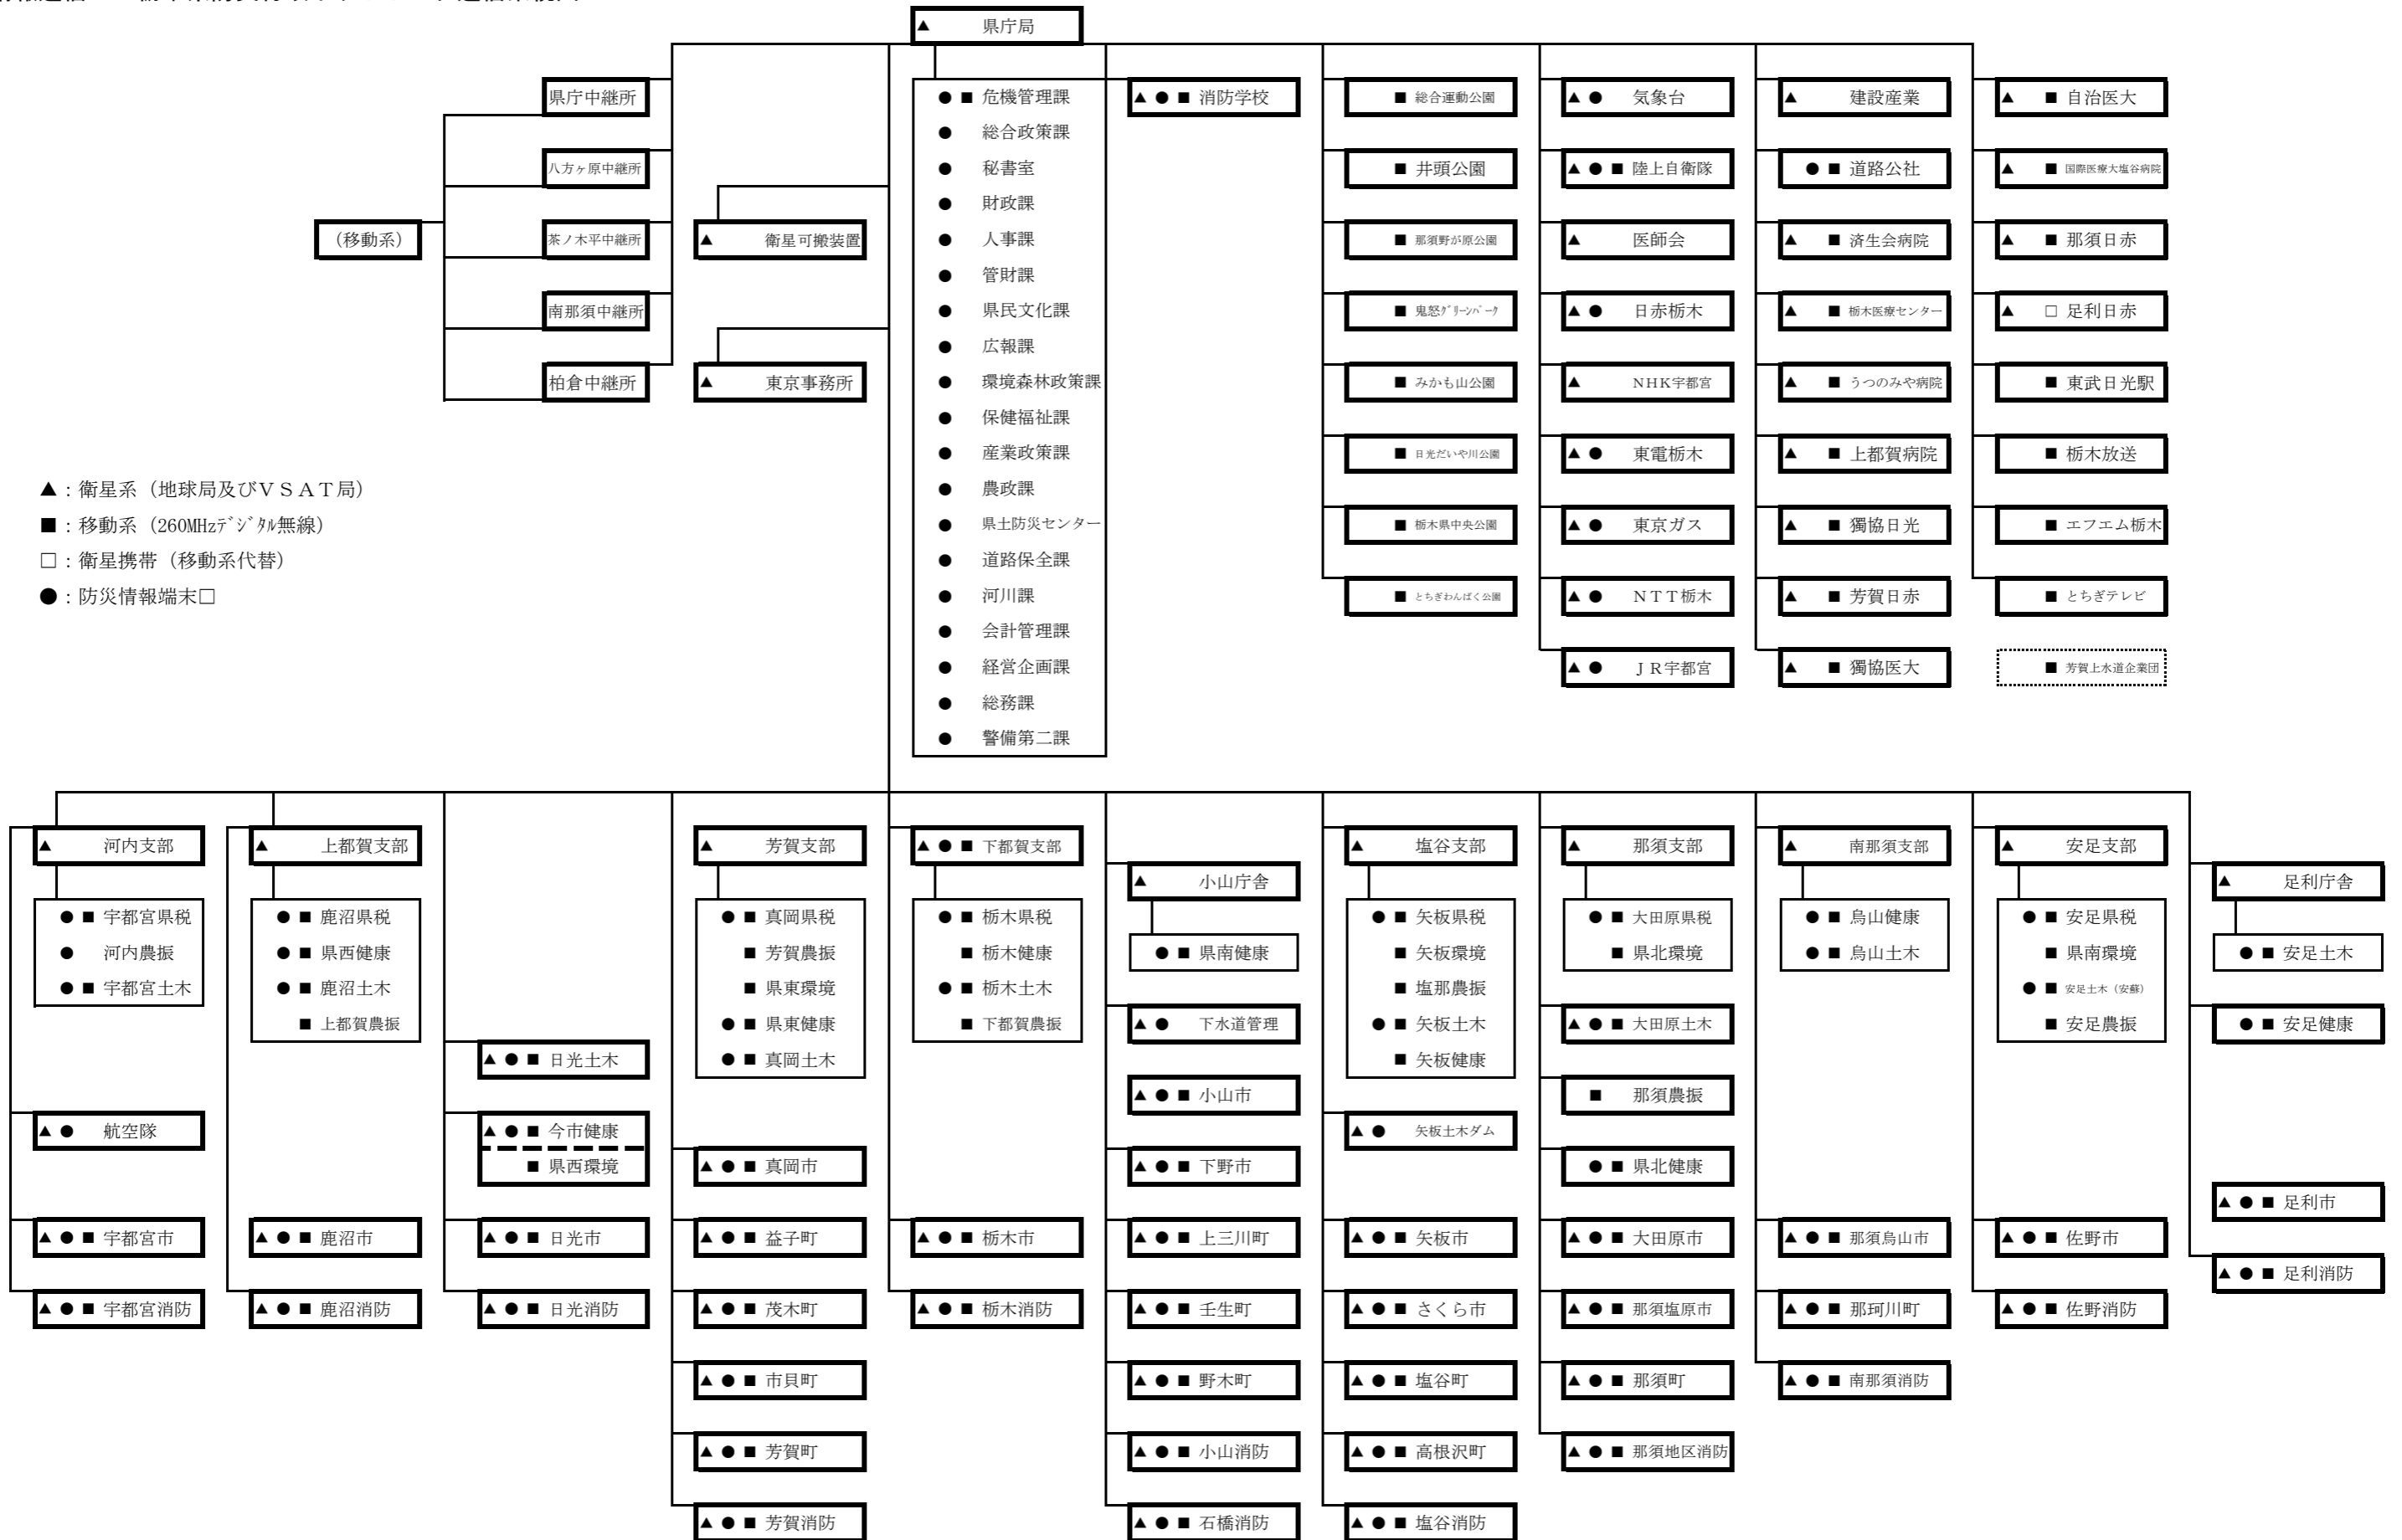 ▲ 県庁局
県庁中継所
八方ヶ原中継所
茶ノ木平中継所
南那須中継所
柏倉中継所
(移動系)
▲ 衛星可搬装置
▲ 東京事務所
● ■ 危機管理課
● 総合政策課
● 秘書室
● 財政課
● 人事課
● 管財課
● 県民文化課
● 広報課
● 環境森林政策課
● 保健福祉課
● 産業政策課
● 農政課
● 県土防災センター
● 道路保全課
● 河川課
● 会計管理課
● 経営企画課
● 総務課
● 警備第二課
▲ ● ■ 消防学校
■ 総合運動公園
■ 井頭公園
■ 那須野が原公園
■ 鬼怒グリーンパーク
■ みかも山公園
■ 日光だいや川公園
■ 栃木県中央公園
■ とちぎわんぱく公園
▲ ● 気象台
▲ ● ■ 陸上自衛隊
▲ 医師会
▲ ● 日赤栃木
▲ NHK宇都宮
▲ ● 東電栃木
▲ ● 東京ガス
▲ ● NTT栃木
▲ ● JR宇都宮
▲ 建設産業
● ■ 道路公社
▲ ■ 済生会病院
▲ ■ 栃木医療センター
▲ ■ うつのみや病院
▲ ■ 上都賀病院
▲ ■ 獨協日光
▲ ■ 芳賀日赤
▲ ■ 獨協医大
▲ ■ 自治医大
▲ ■ 国際医療大塩谷病院
▲ ■ 那須日赤
▲ □ 足利日赤
■ 東武日光駅
■ 栃木放送
■ エフエム栃木
■ とちぎテレビ
■ 芳賀上水道企業団
▲:衛星系(地球局及びVSAT局)
■:移動系(260MHzデジタル無線)
□:衛星携帯(移動系代替)
●:防災情報端末□
▲ 河内支部
● ■ 宇都宮県税
● 河内農振
● ■ 宇都宮土木
▲ ● 航空隊
▲ ● ■ 宇都宮市
▲ ● ■ 宇都宮消防
▲ 上都賀支部
● ■ 鹿沼県税
● ■ 県西健康
● ■ 鹿沼土木
■ 上都賀農振
▲ ● ■ 鹿沼市
▲ ● ■ 鹿沼消防
▲ ● ■ 日光土木
▲ ● ■ 今市健康
■ 県西環境
▲ ● ■ 日光市
▲ ● ■ 日光消防
▲ 芳賀支部
● ■ 真岡県税
■ 芳賀農振
■ 県東環境
● ■ 県東健康
● ■ 真岡土木
▲ ● ■ 真岡市
▲ ● ■ 益子町
▲ ● ■ 茂木町
▲ ● ■ 市貝町
▲ ● ■ 芳賀町
▲ ● ■ 芳賀消防
▲ ● ■ 下都賀支部
● ■ 栃木県税
■ 栃木健康
● ■ 栃木土木
■ 下都賀農振
▲ ● ■ 栃木市
▲ ● ■ 栃木消防
▲ 小山庁舎
● ■ 県南健康
▲ ● 下水道管理
▲ ● ■ 小山市
▲ ● ■ 下野市
▲ ● ■ 上三川町
▲ ● ■ 壬生町
▲ ● ■ 野木町
▲ ● ■ 小山消防
▲ ● ■ 石橋消防
▲ 塩谷支部
● ■ 矢板県税
■ 矢板環境
■ 塩那農振
● ■ 矢板土木
■ 矢板健康
▲ ● 矢板土木ダム
▲ ● ■ 矢板市
▲ ● ■ さくら市
▲ ● ■ 塩谷町
▲ ● ■ 高根沢町
▲ ● ■ 塩谷消防
▲ 那須支部
● ■ 大田原県税
■ 県北環境
▲ ● ■ 大田原土木
■ 那須農振
● ■ 県北健康
▲ ● ■ 大田原市
▲ ● ■ 那須塩原市
▲ ● ■ 那須町
▲ ● ■ 那須地区消防
▲ 南那須支部
● ■ 烏山健康
● ■ 烏山土木
▲ ● ■ 那須烏山市
▲ ● ■ 那珂川町
▲ ● ■ 南那須消防
▲ 安足支部
● ■ 安足県税
■ 県南環境
● ■ 安足土木(安蘇)
■ 安足農振
▲ ● ■ 佐野市
▲ ● ■ 佐野消防
▲ 足利庁舎
● ■ 安足土木
● ■ 安足健康
▲ ● ■ 足利市
▲ ● ■ 足利消防